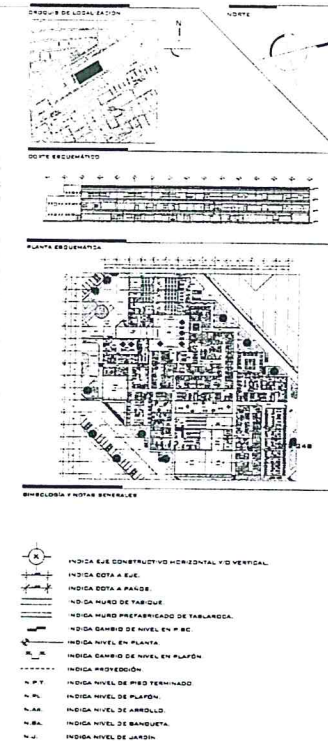 CROQUIS DE LOCALIZACIÓN
NORTE
N
CORTE ESQUEMÁTICO
PLANTA ESQUEMÁTICA
SIMBOLOGÍA Y NOTAS GENERALES
X
INDICA EJE CONSTRUCTIVO HORIZONTAL Y/O VERTICAL.
INDICA COTA A EJE.
INDICA COTA A PAÑOS.
INDICA MURO DE TABIQUE.
INDICA MURO PREFABRICADO DE TABLAROCA.
INDICA CAMBIO DE NIVEL EN PISO.
INDICA NIVEL EN PLANTA.
INDICA CAMBIO DE NIVEL EN PLAFÓN.
INDICA PROYECCIÓN.
N.P.T. INDICA NIVEL DE PISO TERMINADO.
N.PL. INDICA NIVEL DE PLAFÓN.
N.AR. INDICA NIVEL DE ARROLLO.
N.BA. INDICA NIVEL DE BANQUETA.
N.J. INDICA NIVEL DE JARDÍN